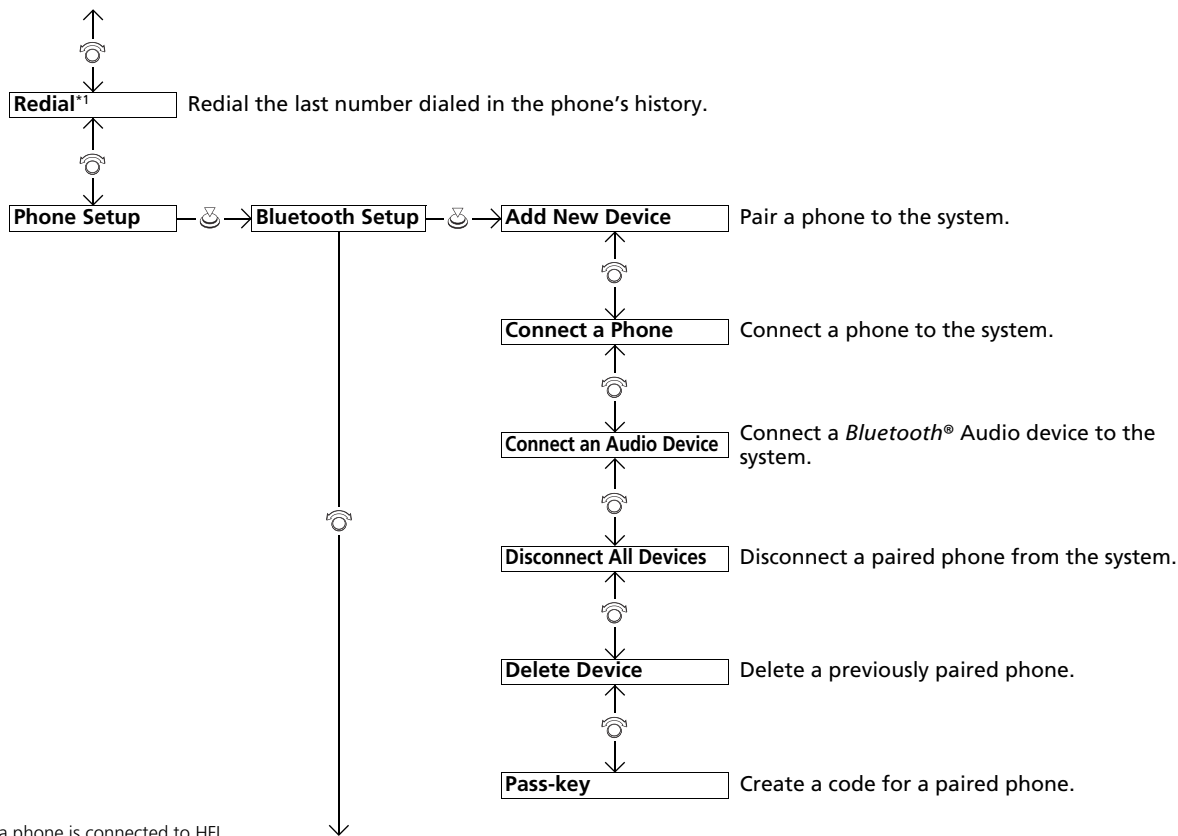 Redial*1 Redial the last number dialed in the phone's history.
Phone Setup Bluetooth Setup Add New Device Pair a phone to the system.
Connect a Phone Connect a phone to the system.
Connect an Audio Device Connect a Bluetooth® Audio device to the
system.
Disconnect All Devices Disconnect a paired phone from the system.
Delete Device Delete a previously paired phone.
Pass-key Create a code for a paired phone.
a phone is connected to HFL